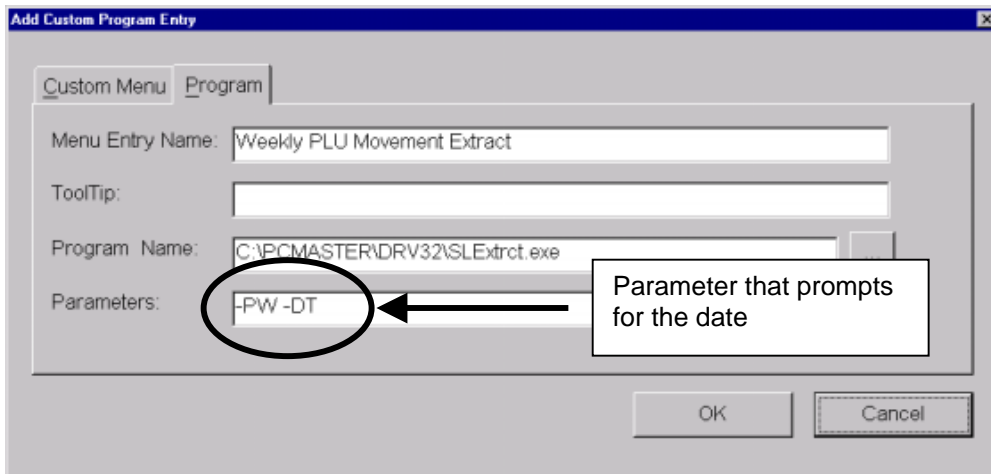 Add Custom Program Entry
Custom Menu
Program
Menu Entry Name:
Weekly PLU Movement Extract
ToolTip:
Program Name:
C:\PCMASTER\DRV32\SLExtrct.exe
...
Parameters:
-PW -DT
Parameter that prompts
for the date
OK
Cancel